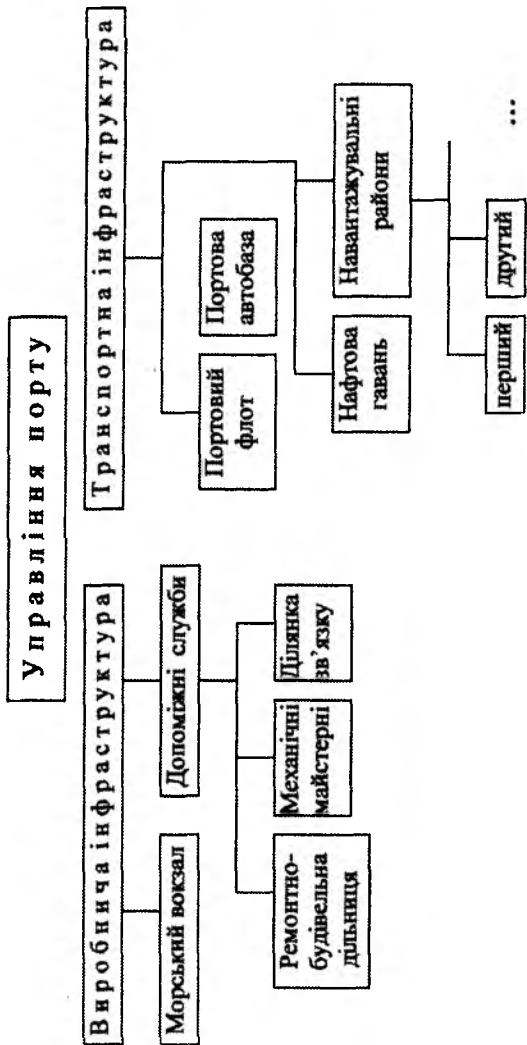 Управління порту
Виробнича інфраструктура
Транспортна інфраструктура
Морський вокзал
Допоміжні служби
Портовий
флот
Портова
автобаза
Ремонтно-
будівельна
дільниця
Механічні
майстерні
Ділянка
зв’язку
Нафтова
гавань
Навантажувальні
райони
перший
другий
...